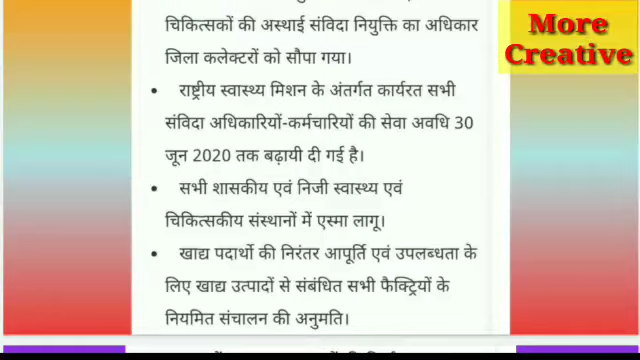 More
Creative
चिकित्सकों की अस्थाई संविदा नियुक्ति का अधिकार
जिला कलेक्टरों को सौपा गया।
• राष्ट्रीय स्वास्थ्य मिशन के अंतर्गत कार्यरत सभी
संविदा अधिकारियों-कर्मचारियों की सेवा अवधि 30
जून 2020 तक बढ़ायी दी गई है।
• सभी शासकीय एवं निजी स्वास्थ्य एवं
चिकित्सकीय संस्थानों में एस्मा लागू।
• खाद्य पदार्थो की निरंतर आपूर्ति एवं उपलब्धता के
लिए खाद्य उत्पादों से संबंधित सभी फैक्ट्रियों के
नियमित संचालन की अनुमति।